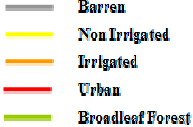 Barren
Non Irrigated
Irrigated
Urban
Broadleaf Forest